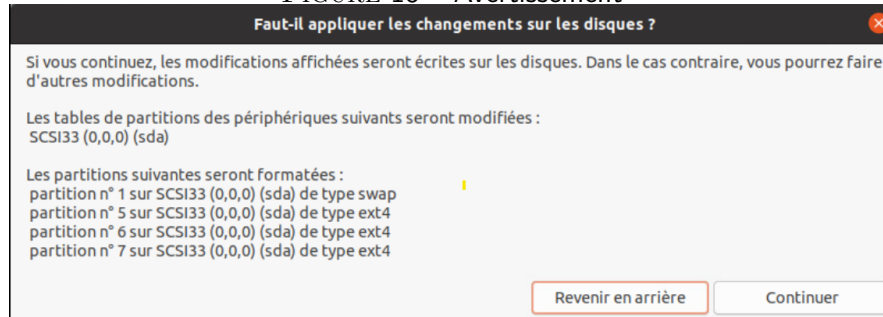 FIGURE 10 – Avertissement
Faut-il appliquer les changements sur les disques ?
Si vous continuez, les modifications affichées seront écrites sur les disques. Dans le cas contraire, vous pourrez faire
d'autres modifications.
Les tables de partitions des périphériques suivants seront modifiées :
SCSI33 (0,0,0) (sda)
Les partitions suivantes seront formatées :
partition n° 1 sur SCSI33 (0,0,0) (sda) de type swap
partition n° 5 sur SCSI33 (0,0,0) (sda) de type ext4
partition n° 6 sur SCSI33 (0,0,0) (sda) de type ext4
partition n° 7 sur SCSI33 (0,0,0) (sda) de type ext4
Revenir en arrière
Continuer